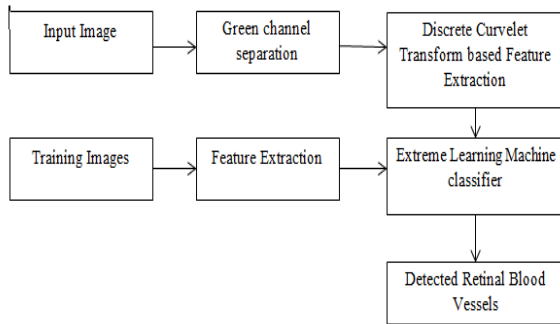 Input Image
Green channel
separation
Discrete Curvelet
Transform based Feature
Extraction
Training Images
Feature Extraction
Extreme Learning Machine
classifier
Detected Retinal Blood
Vessels